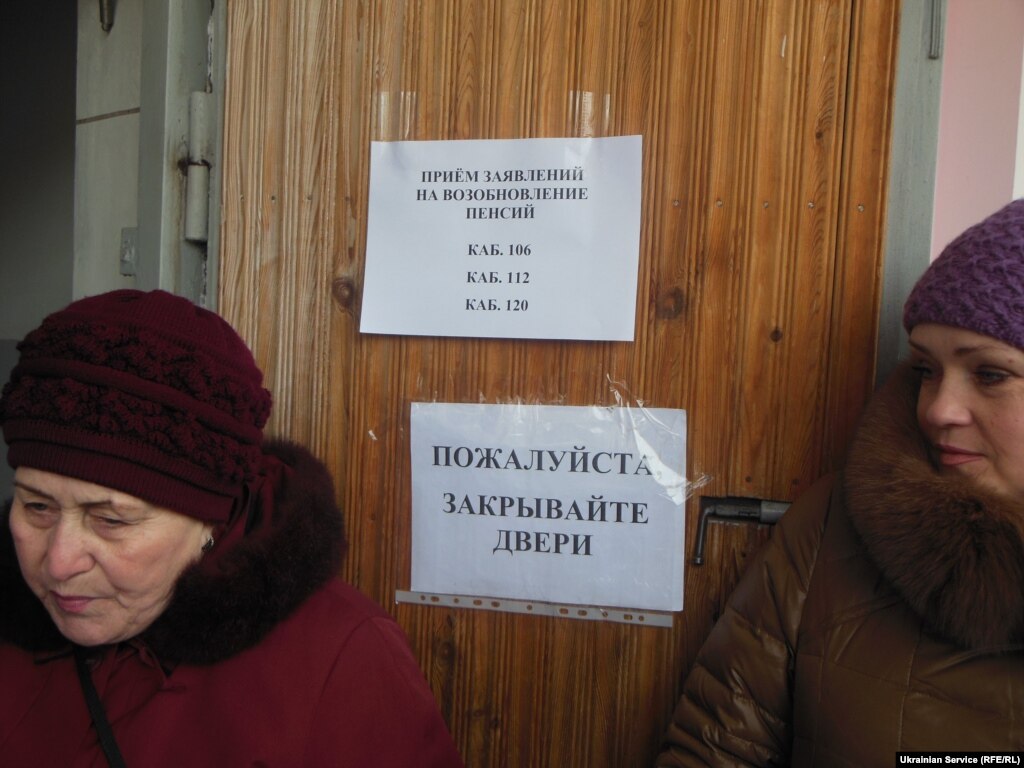 ПРИЁМ ЗАЯВЛЕНИЙ
НА ВОЗОБНОВЛЕНИЕ
ПЕНСИЙ
КАБ. 106
КАБ. 112
КАБ. 120
ПОЖАЛУЙСТА
ЗАКРЫВАЙТЕ
ДВЕРИ
Ukrainian Service (RFE/RL)